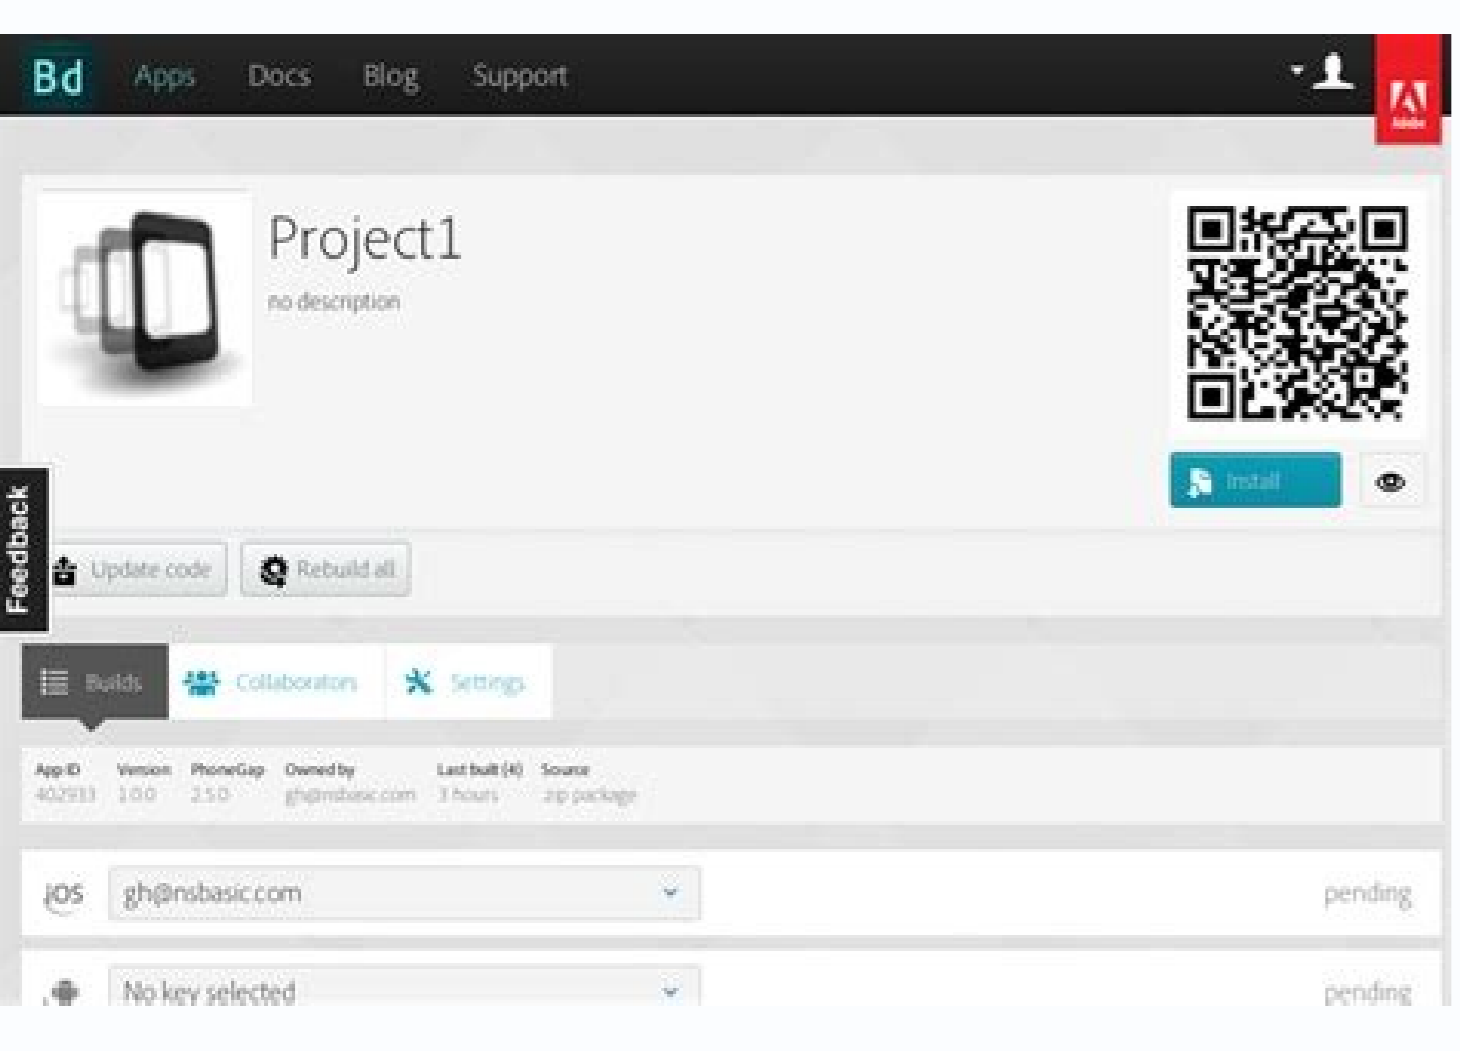 Bd Apps Docs Blog Support
Adobe
Project1
no description
Install
Feedback
Update code Rebuild all
Builds Collaborators Settings
App ID Version PhoneGap Owned by Last built (4) Source
402933 1.0.0 2.5.0 gh@nsbasic.com 3 hours .zip package
iOS gh@nsbasic.com pending
No key selected pending